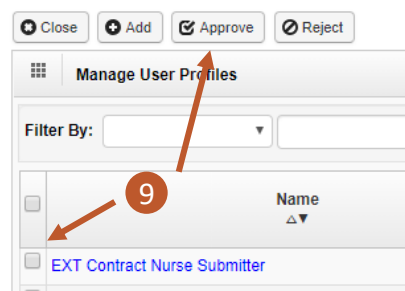 Close Add Approve Reject
Manage User Profiles
Filter By:
9
Name
EXT Contract Nurse Submitter